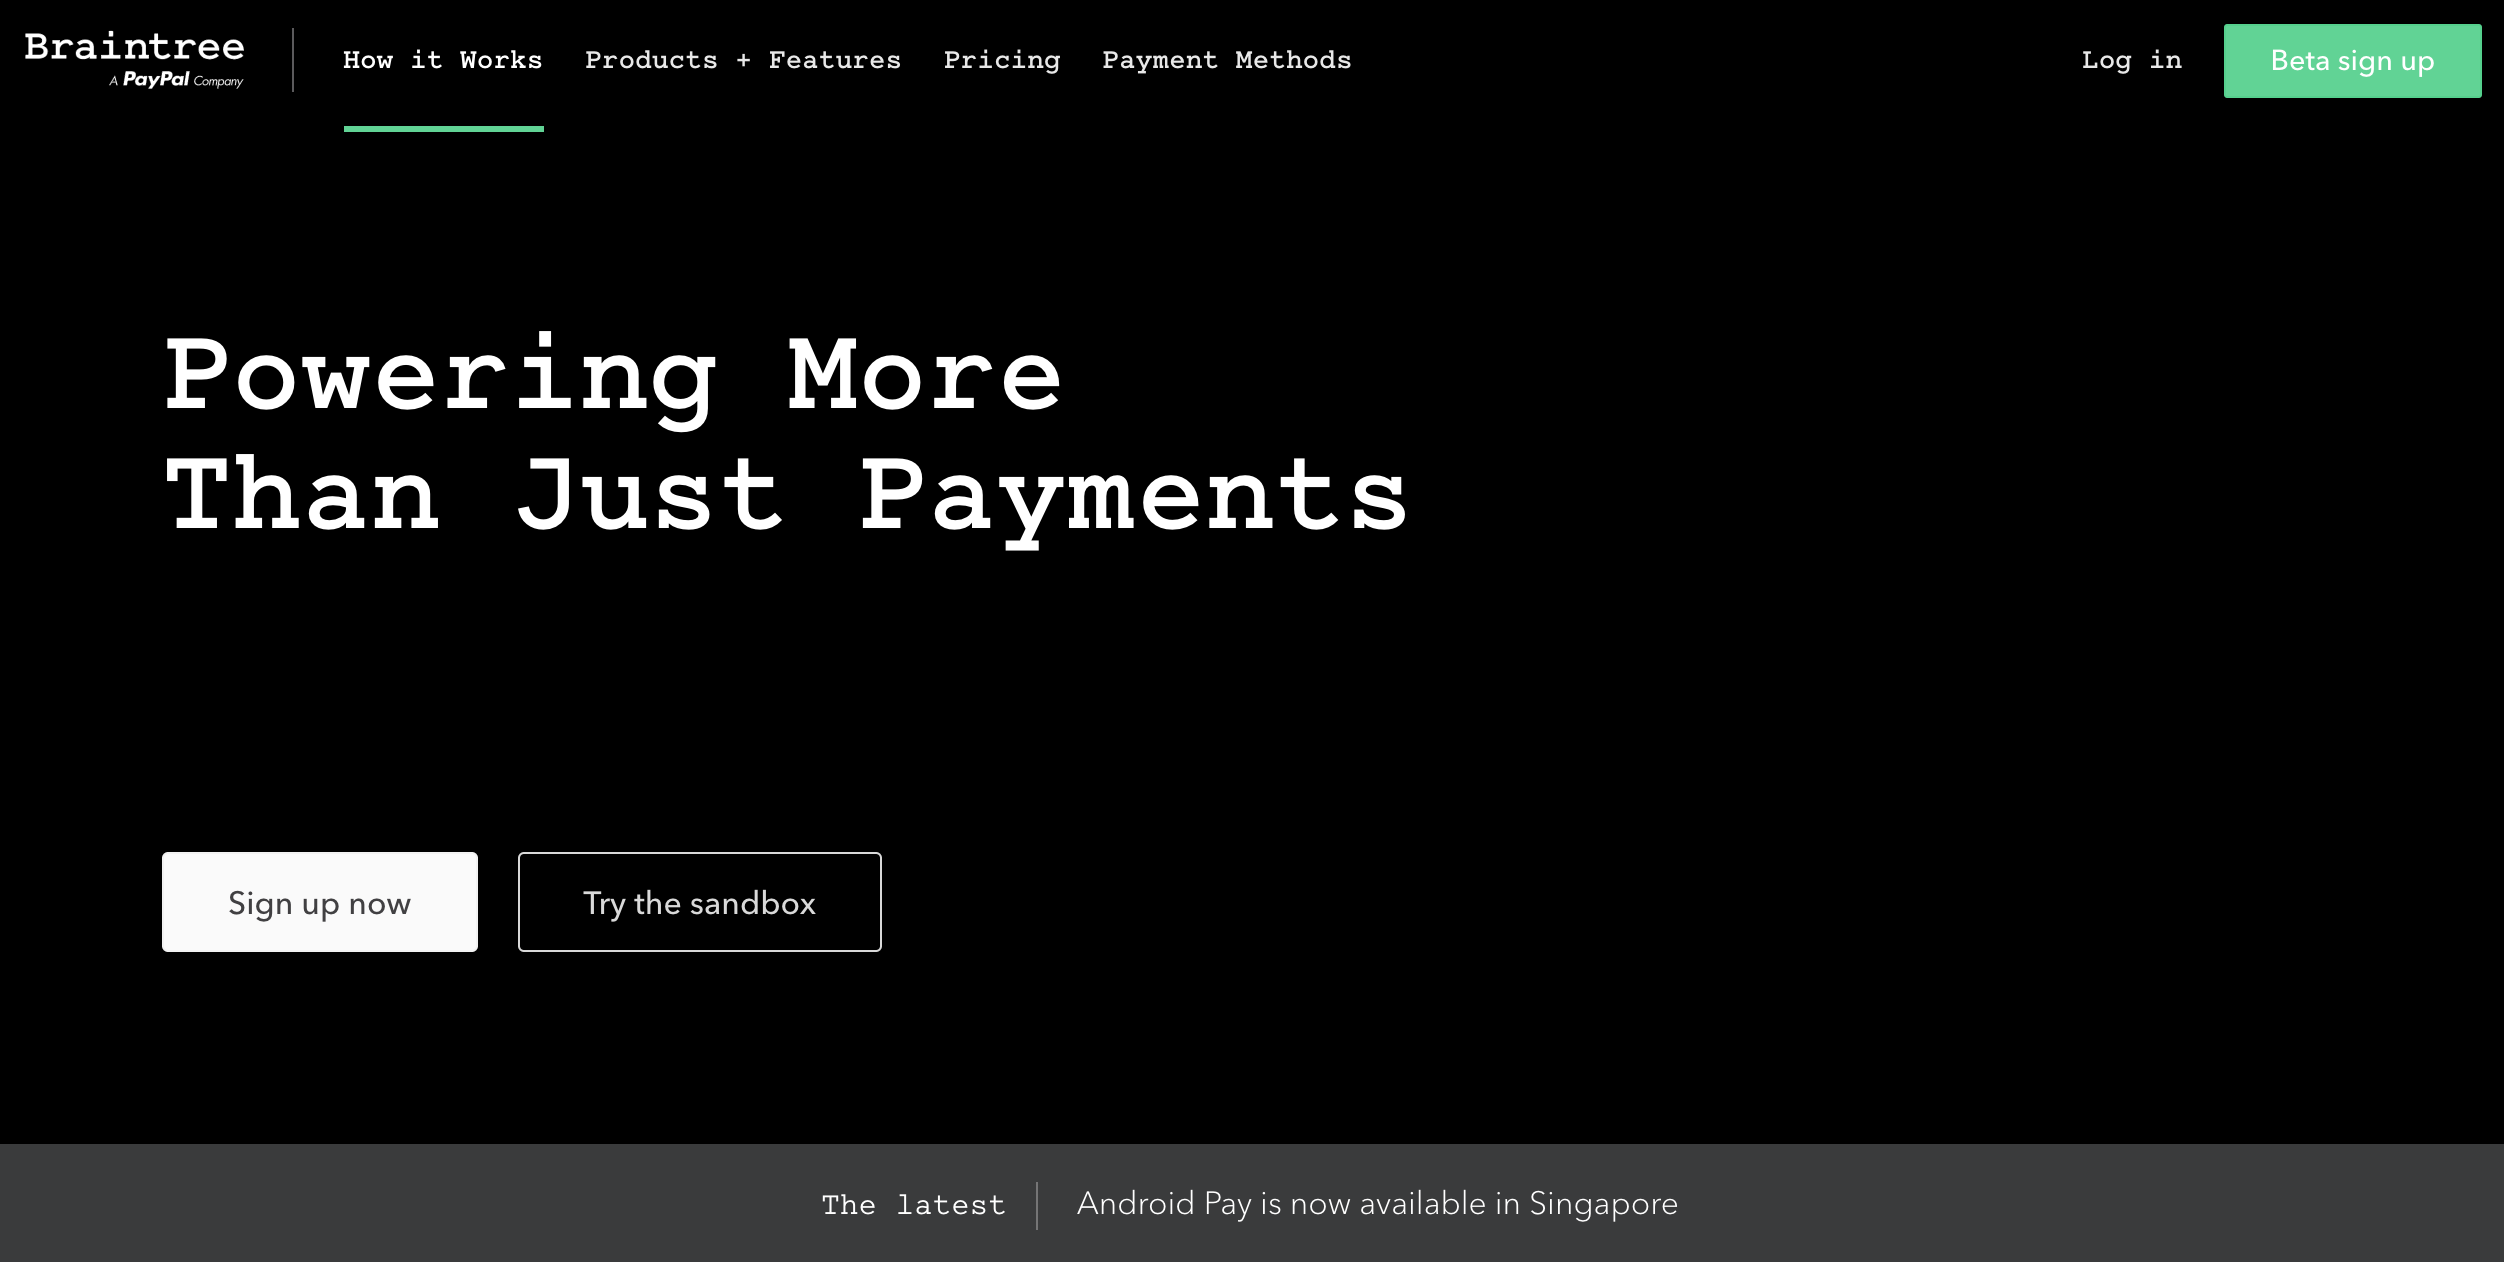 Braintree
A PayPal Company
How it Works
Products + Features
Pricing
Payment Methods
Log in
Beta sign up
Powering More
Than Just Payments
Sign up now
Try the sandbox
The latest
Android Pay is now available in Singapore